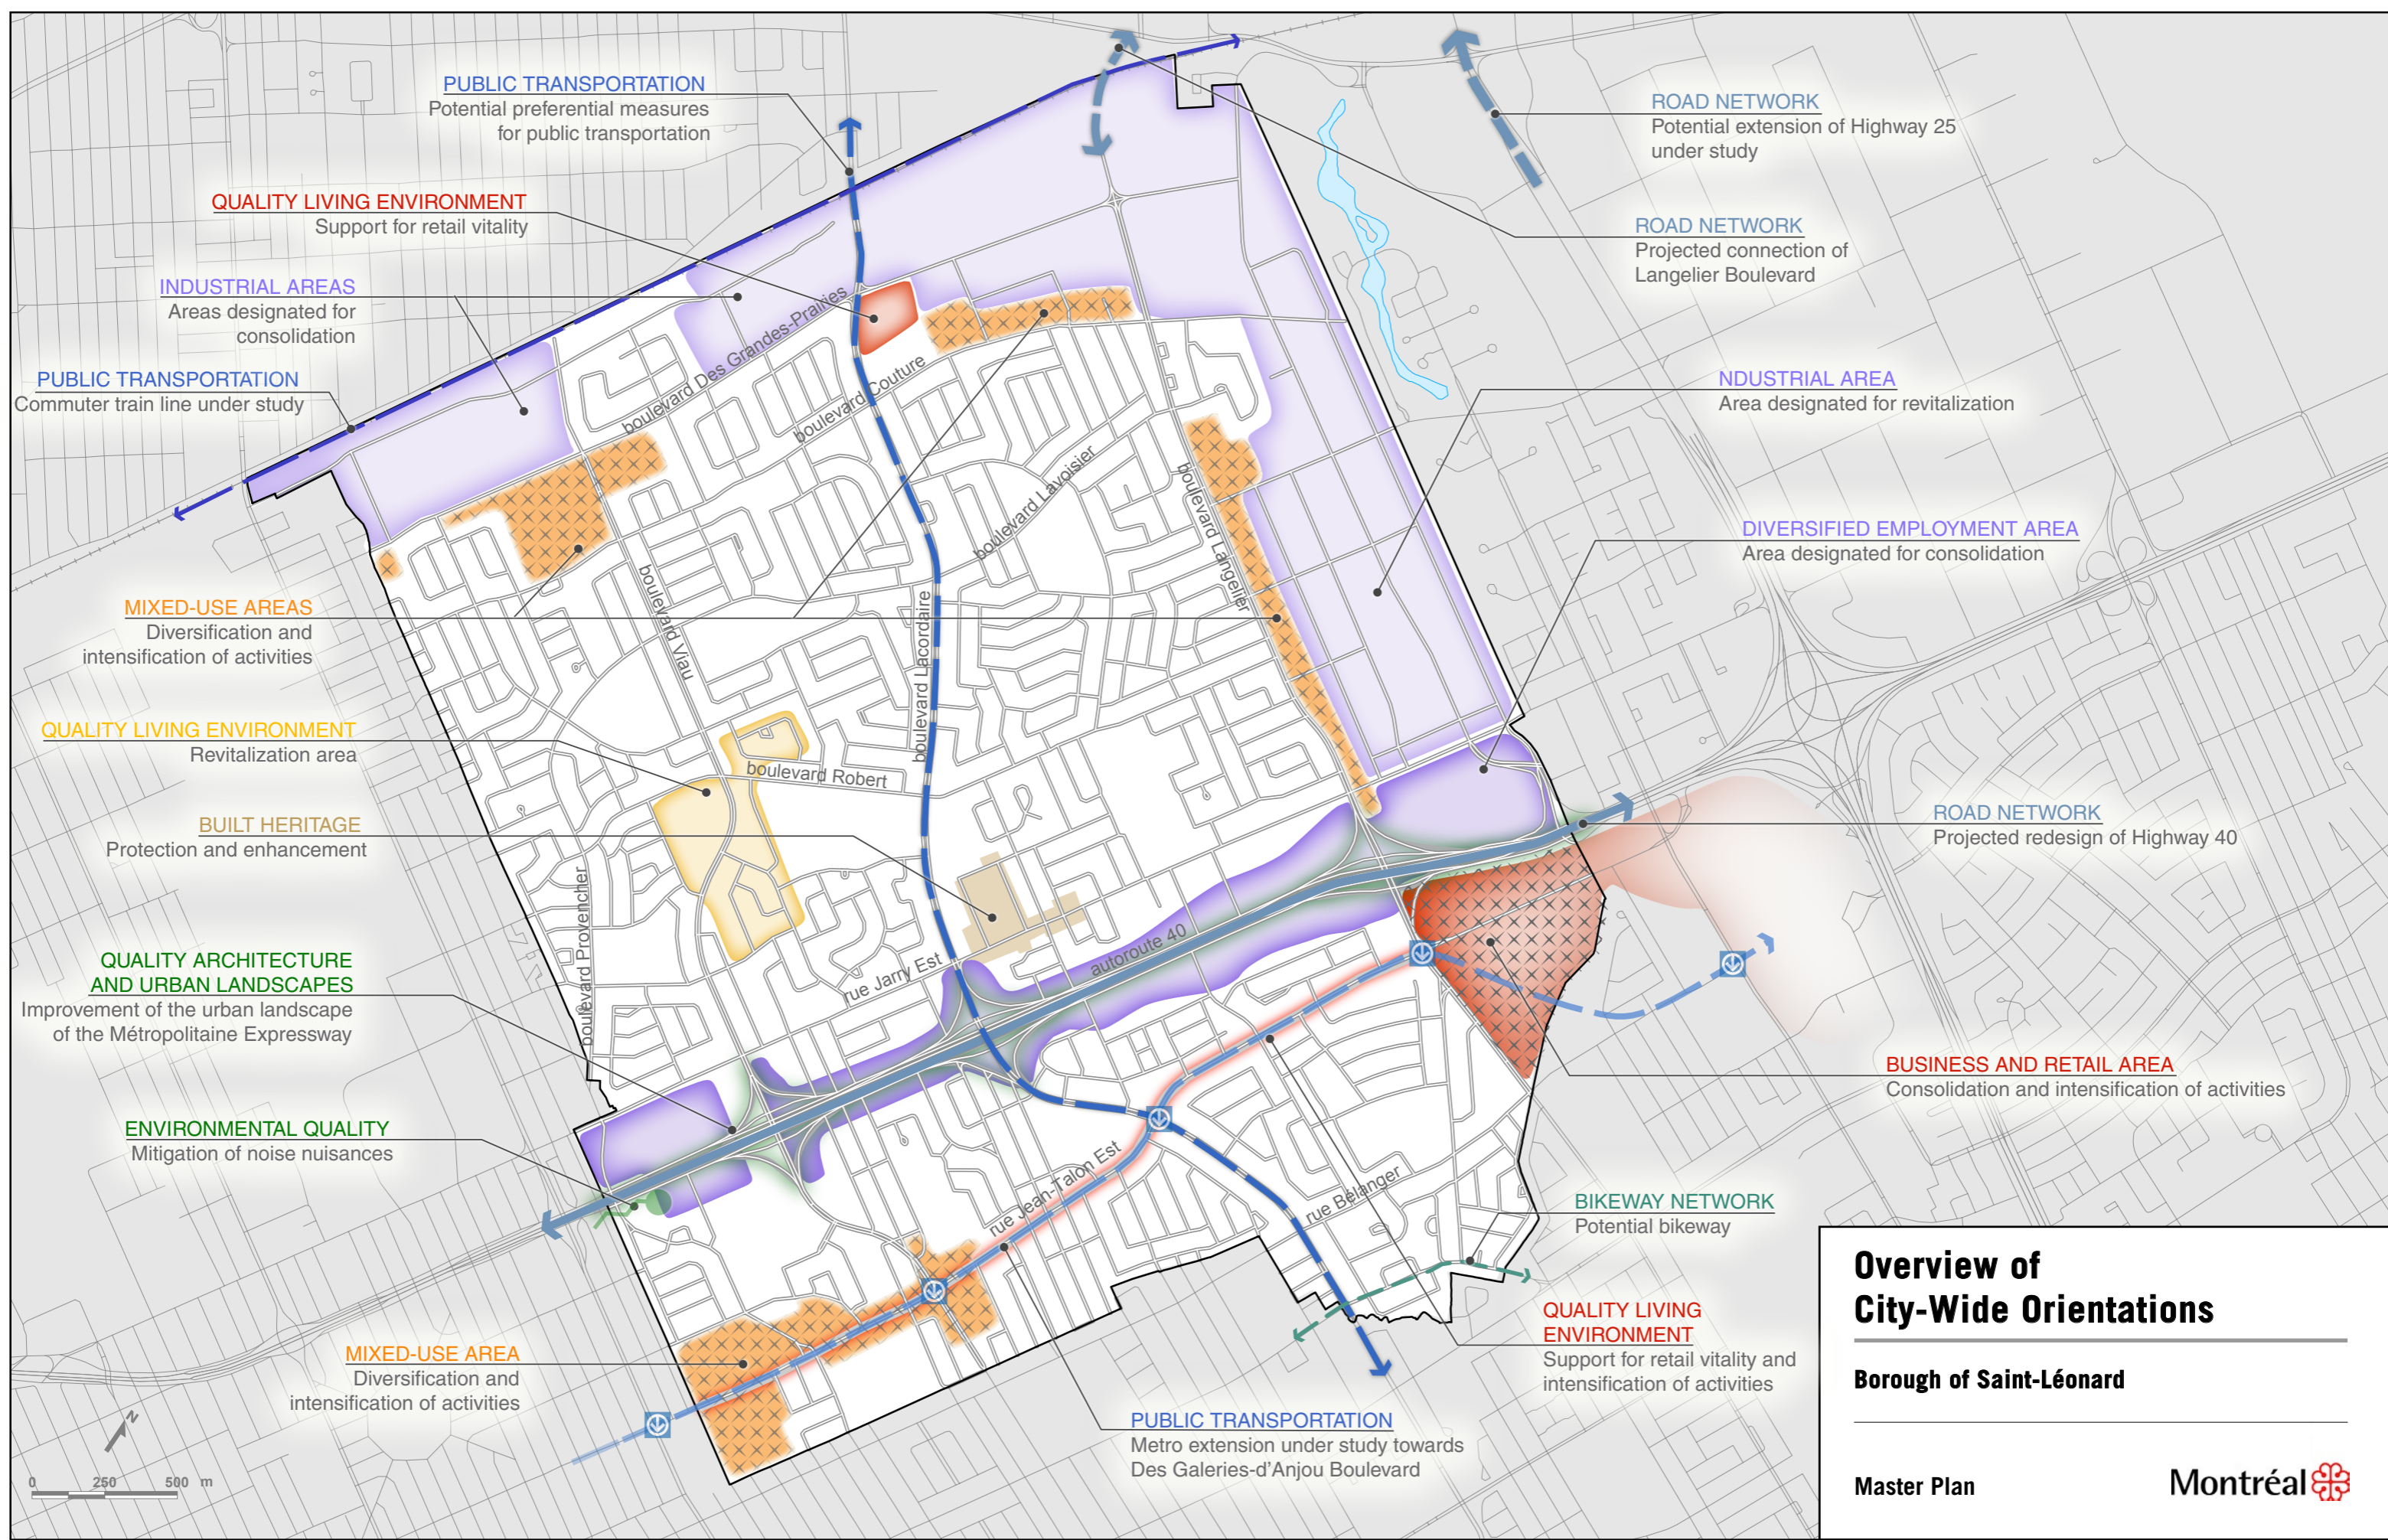 PUBLIC TRANSPORTATION
Potential preferential measures
for public transportation
QUALITY LIVING ENVIRONMENT
Support for retail vitality
INDUSTRIAL AREAS
Areas designated for
consolidation
PUBLIC TRANSPORTATION
Commuter train line under study
MIXED-USE AREAS
Diversification and
intensification of activities
QUALITY LIVING ENVIRONMENT
Revitalization area
BUILT HERITAGE
Protection and enhancement
QUALITY ARCHITECTURE
AND URBAN LANDSCAPES
Improvement of the urban landscape
of the Métropolitaine Expressway
ENVIRONMENTAL QUALITY
Mitigation of noise nuisances
MIXED-USE AREA
Diversification and
intensification of activities
N
0 250 500 m
boulevard Des Grandes-Prairies
boulevard Couture
boulevard Lavoisier
boulevard Langelier
boulevard Viau
boulevard Lacordaire
boulevard Robert
boulevard Provencher
rue Jarry Est
autoroute 40
rue Jean-Talon Est
rue Bélanger
ROAD NETWORK
Potential extension of Highway 25
under study
ROAD NETWORK
Projected connection of
Langelier Boulevard
NDUSTRIAL AREA
Area designated for revitalization
DIVERSIFIED EMPLOYMENT AREA
Area designated for consolidation
ROAD NETWORK
Projected redesign of Highway 40
BUSINESS AND RETAIL AREA
Consolidation and intensification of activities
BIKEWAY NETWORK
Potential bikeway
QUALITY LIVING
ENVIRONMENT
Support for retail vitality and
intensification of activities
PUBLIC TRANSPORTATION
Metro extension under study towards
Des Galeries-d'Anjou Boulevard
Overview of
City-Wide Orientations
Borough of Saint-Léonard
Master Plan
Montréal